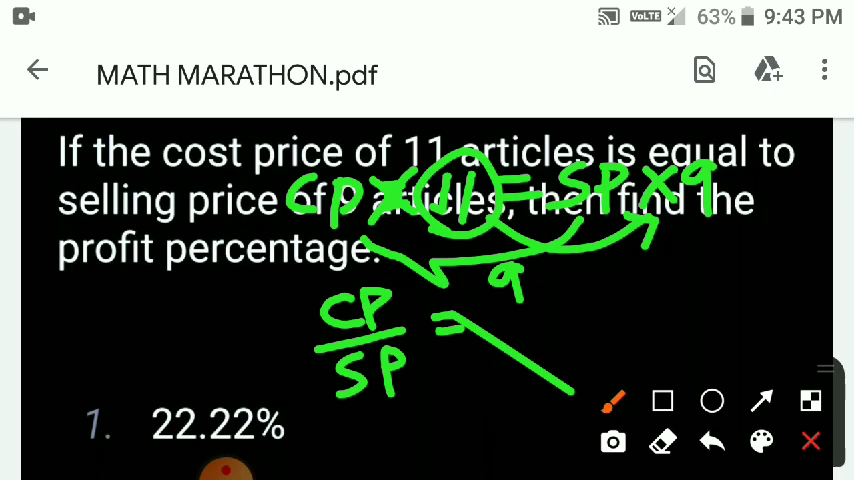 VoLTE 63% 9:43 PM
MATH MARATHON.pdf
If the cost price of 11 articles is equal to
selling price of 9 articles, then find the
profit percentage.
CP × 11 = SP × 9
9
CP
SP
=
1. 22.22%